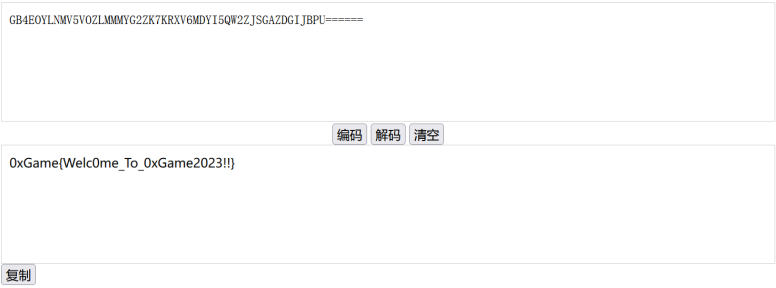 GB4EOYLNMV5VOZLMMMYG2ZK7KRXV6MDYI5QW2ZJSGAZDGIJBPU======
编码 解码 清空
0xGame{Welc0me_To_0xGame2023!!}
复制